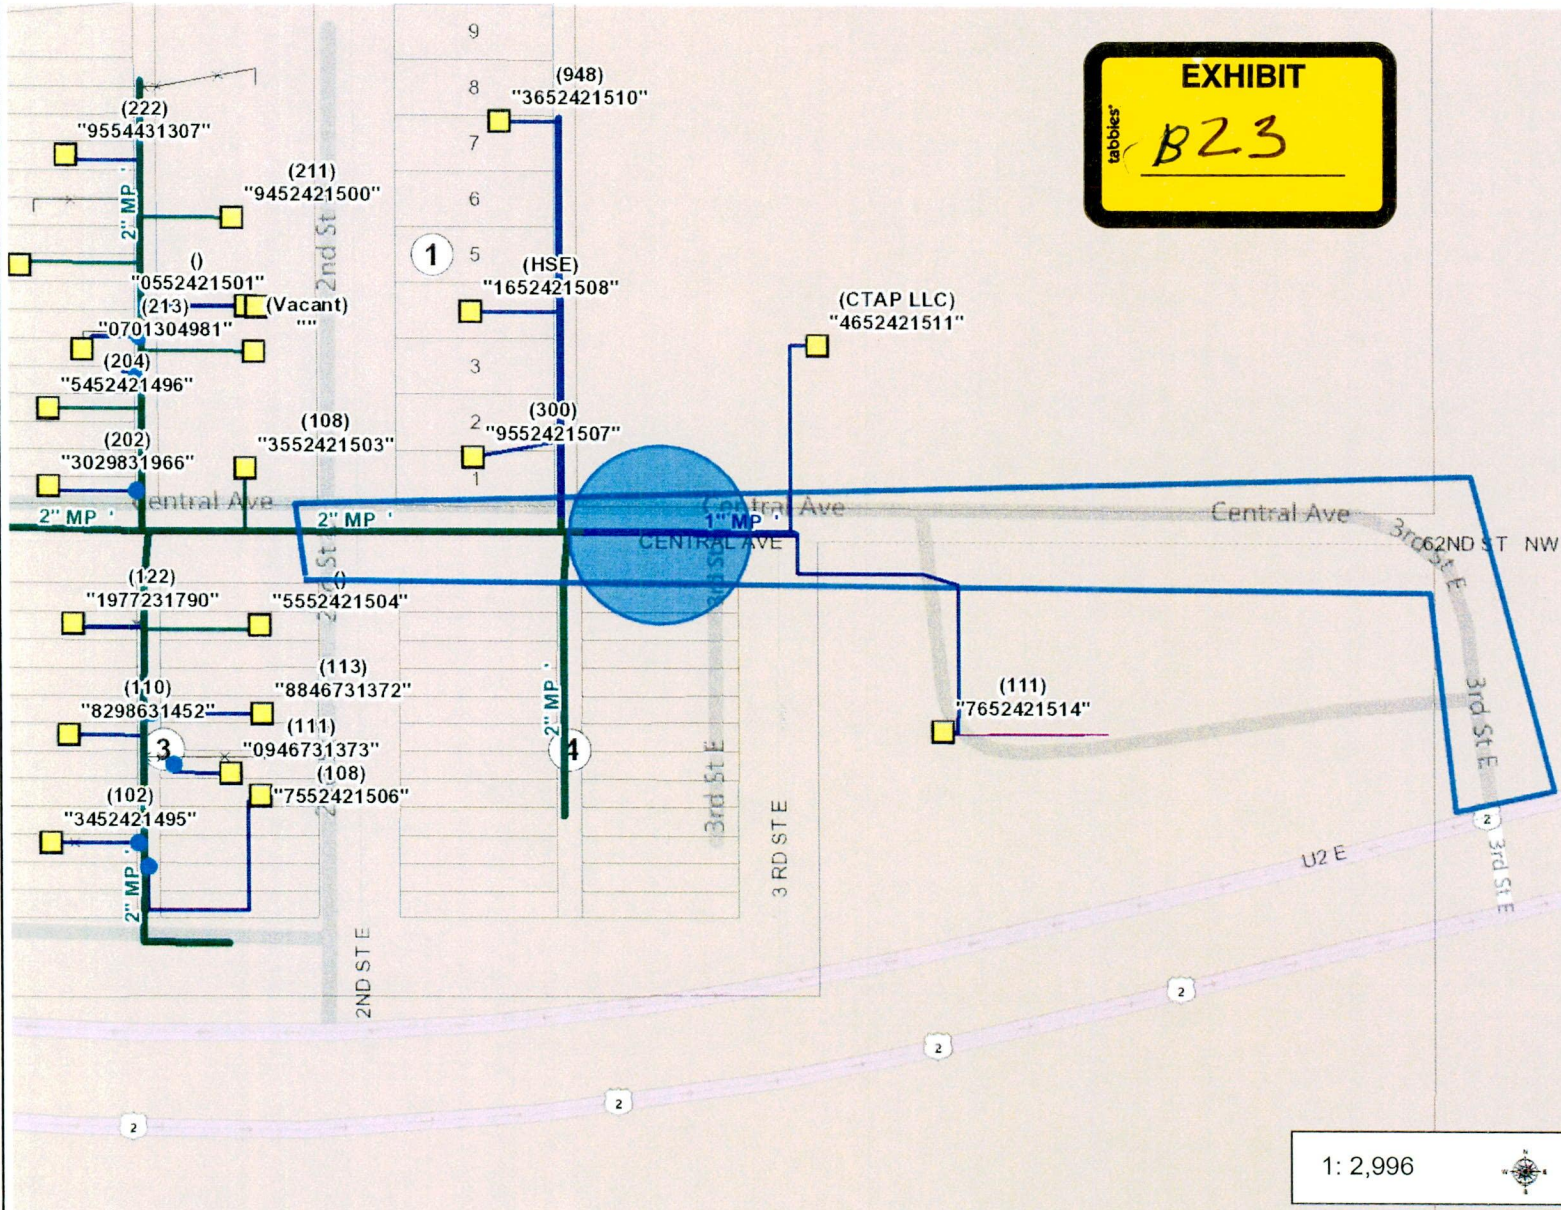 9
8
7
6
5
3
2
1
1
3
4
EXHIBIT
tabbies'
B23
(948)
"3652421510"
(222)
"9554431307"
2" MP '
(211)
"9452421500"
2nd St
()
"0552421501"
(213)
(Vacant)
""
"0701304981"
(HSE)
"1652421508"
(CTAP LLC)
"4652421511"
(204)
"5452421496"
(108)
"3552421503"
(300)
"9552421507"
(202)
"3029831966"
Central Ave
Central Ave
Central Ave
2" MP '
2" MP '
1" MP '
CENTRAL AVE
3rd St E
62ND ST NW
(122)
"1977231790"
()
"5552421504"
(113)
"8846731372"
(110)
"8298631452"
(111)
"0946731373"
(108)
"7552421506"
(111)
"7652421514"
(102)
"3452421495"
2" MP '
2" MP '
3rd St E
3 RD ST E
3rd St E
3rd St E
2ND ST E
U2 E
2
2
2
2
2
1: 2,996
N
W
E
S